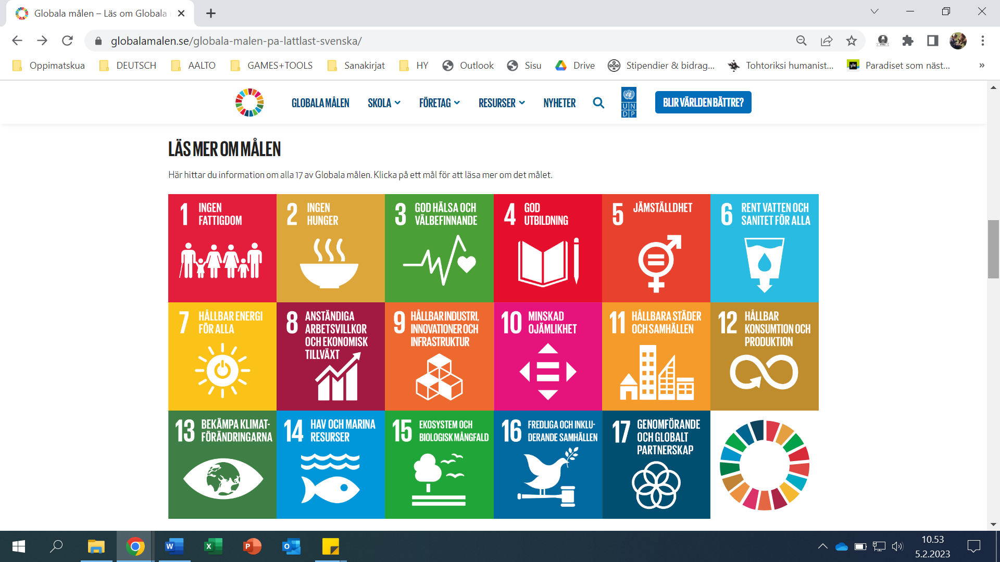 Globala målen – Läs om Globala
globalamalen.se/globala-malen-pa-lattlast-svenska/
Oppimatskua
DEUTSCH
AALTO
GAMES+TOOLS
Sanakirjat
HY
Outlook
Sisu
Drive
Stipendier & bidrag...
Tohtoriksi humanist...
Paradiset som näst...
»
GLOBALA MÅLEN
SKOLA
FÖRETAG
RESURSER
NYHETER
U N
D P
BLIR VÄRLDEN BÄTTRE?
LÄS MER OM MÅLEN
Här hittar du information om alla 17 av Globala målen. Klicka på ett mål för att läsa mer om det målet.
1 INGEN
FATTIGDOM
2 INGEN
HUNGER
3 GOD HÄLSA OCH
VÄLBEFINNANDE
4 GOD
UTBILDNING
5 JÄMSTÄLLDHET
6 RENT VATTEN OCH
SANITET FÖR ALLA
7 HÅLLBAR ENERGI
FÖR ALLA
8 ANSTÄNDIGA
ARBETSVILLKOR
OCH EKONOMISK
TILLVÄXT
9 HÅLLBAR INDUSTRI,
INNOVATIONER OCH
INFRASTRUKTUR
10 MINSKAD
OJÄMLIKHET
11 HÅLLBARA STÄDER
OCH SAMHÄLLEN
12 HÅLLBAR
KONSUMTION OCH
PRODUKTION
13 BEKÄMPA KLIMAT-
FÖRÄNDRINGARNA
14 HAV OCH MARINA
RESURSER
15 EKOSYSTEM OCH
BIOLOGISK MÅNGFALD
16 FREDLIGA OCH INKLU-
DERANDE SAMHÄLLEN
17 GENOMFÖRANDE
OCH GLOBALT
PARTNERSKAP
W
X
P
O
10.53
5.2.2023